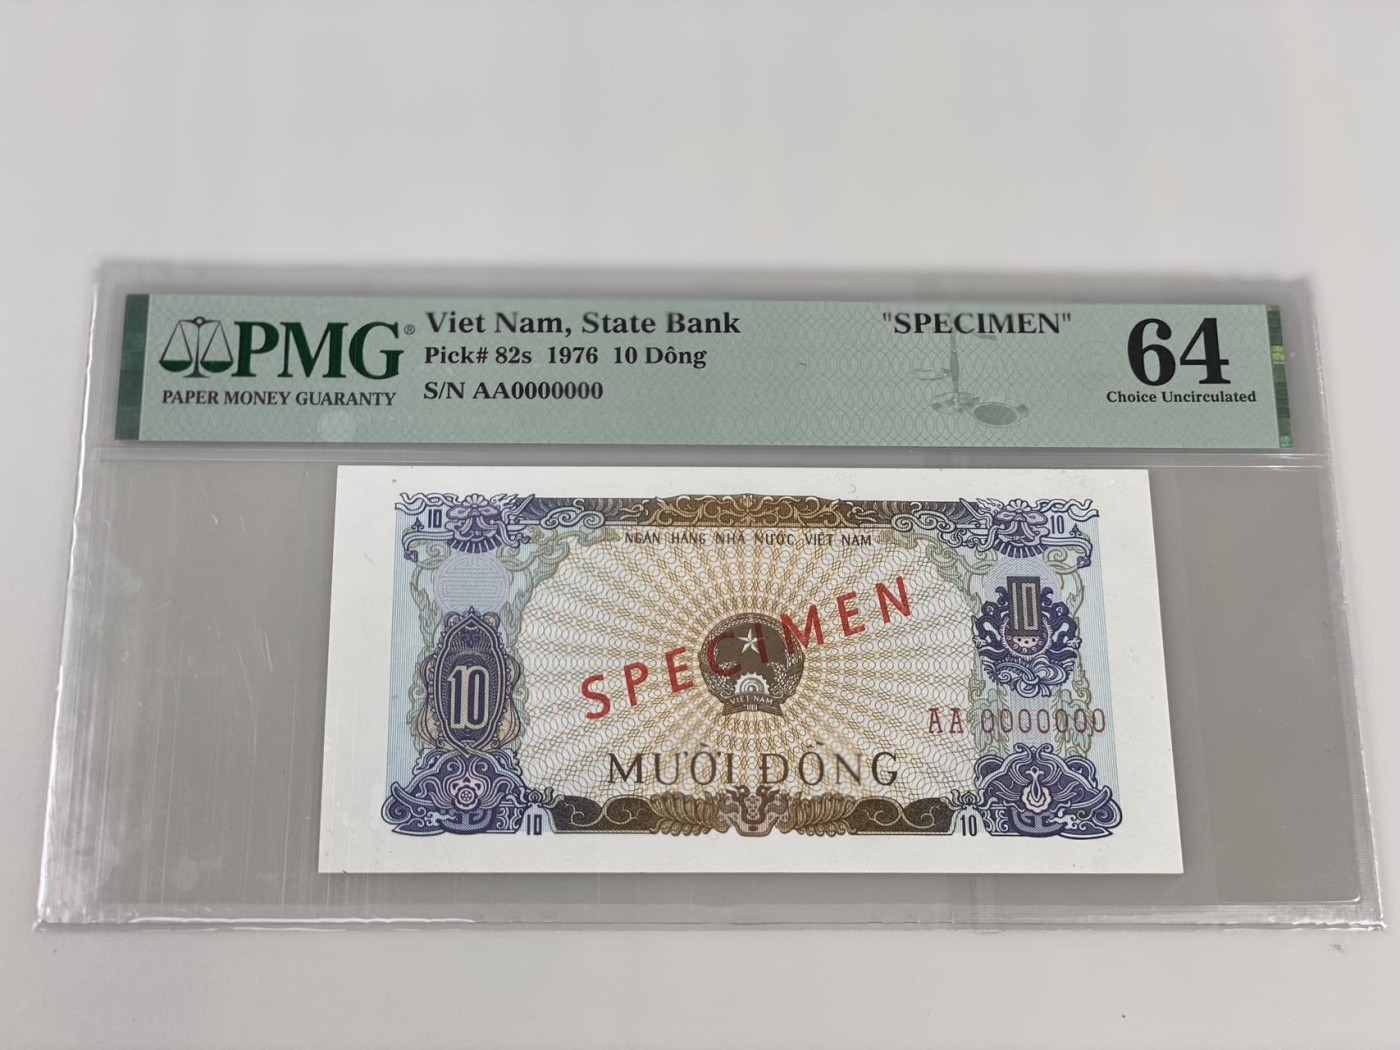 PMG®
PAPER MONEY GUARANTY
Viet Nam, State Bank
Pick# 82s 1976 10 Dông
S/N AA0000000
"SPECIMEN"
64
Choice Uncirculated
10
10
NGÂN HÀNG NHÀ NƯỚC VIỆT NAM
SPECIMEN
10
10
VIỆT NAM
AA 0000000
MƯỜI ĐỒNG
10
10